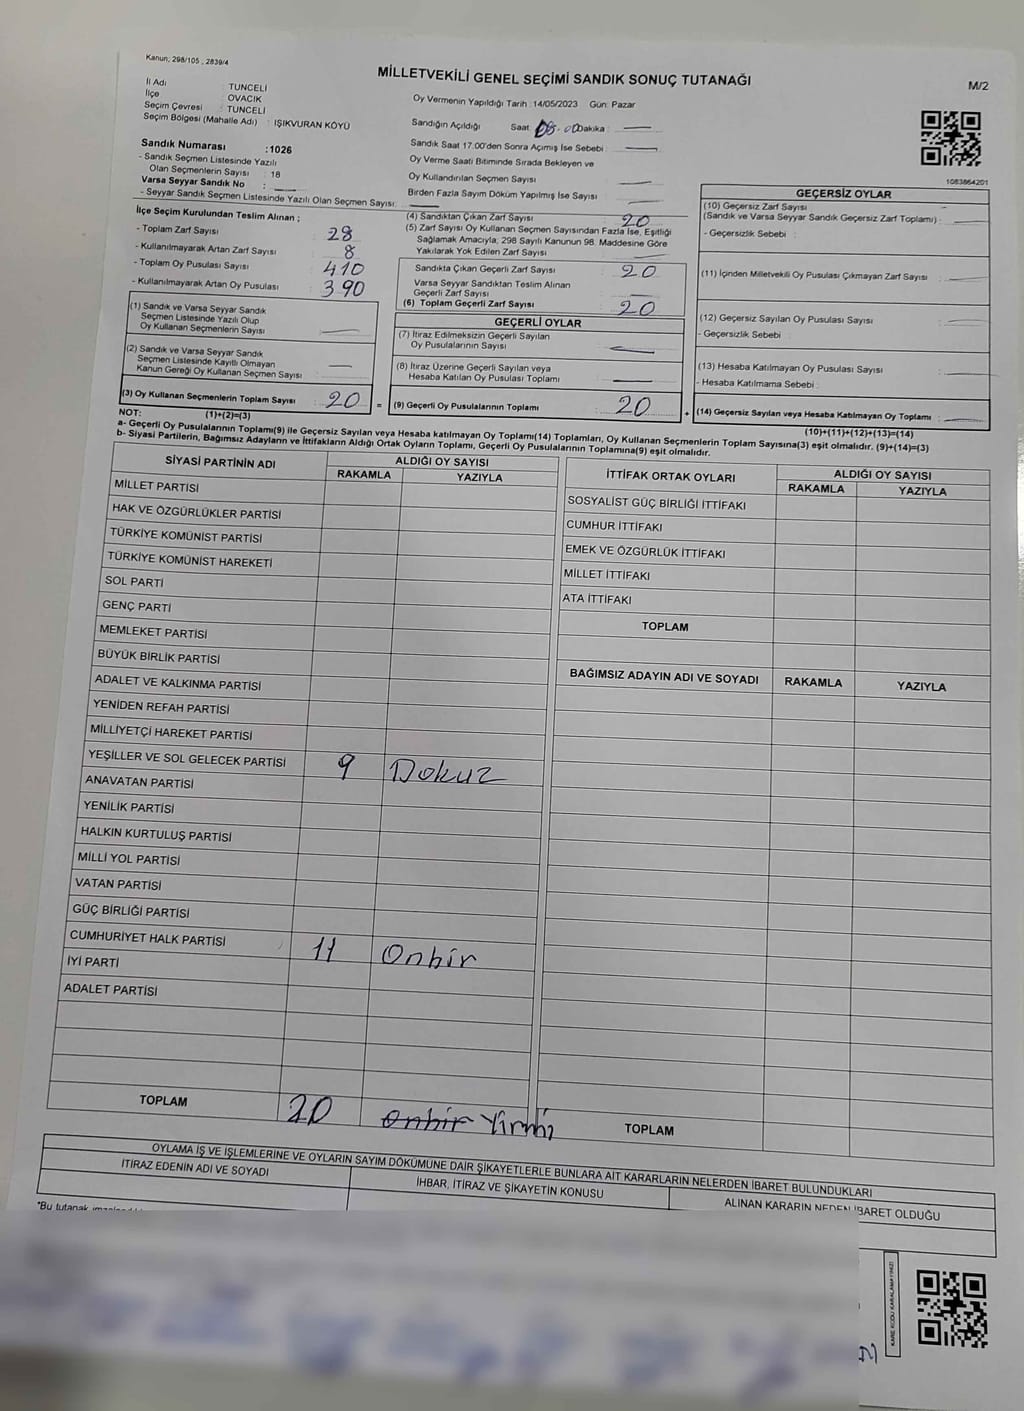 Kanun; 298/105 , 2839/4
MİLLETVEKİLİ GENEL SEÇİMİ SANDIK SONUÇ TUTANAĞI
M/2
İl Adı : TUNCELİ
İlçe : OVACIK
Seçim Çevresi : TUNCELİ
Seçim Bölgesi (Mahalle Adı) : IŞIKVURAN KÖYÜ
Sandık Numarası :1026
- Sandık Seçmen Listesinde Yazılı
Olan Seçmenlerin Sayısı : 18
Varsa Seyyar Sandık No :
- Seyyar Sandık Seçmen Listesinde Yazılı Olan Seçmen Sayısı:
Oy Vermenin Yapıldığı Tarih : 14/05/2023 Gün: Pazar
Sandığın Açıldığı Saat: 08:00 Dakika :
Sandık Saat 17.00'den Sonra Açımış İse Sebebi :
Oy Verme Saati Bitiminde Sırada Bekleyen ve
Oy Kullandırılan Seçmen Sayısı
Birden Fazla Sayım Döküm Yapılmış İse Sayısı
1083864201
İlçe Seçim Kurulundan Teslim Alınan ;
- Toplam Zarf Sayısı : 28
- Kullanılmayarak Artan Zarf Sayısı : 8
- Toplam Oy Pusulası Sayısı : 410
- Kullanılmayarak Artan Oy Pusulası : 390
(1) Sandık ve Varsa Seyyar Sandık
Seçmen Listesinde Yazılı Olup
Oy Kullanan Seçmenlerin Sayısı :
(2) Sandık ve Varsa Seyyar Sandık
Seçmen Listesinde Kayıtlı Olmayan
Kanun Gereği Oy Kullanan Seçmen Sayısı :
(3) Oy Kullanan Seçmenlerin Toplam Sayısı : 20
(4) Sandıktan Çıkan Zarf Sayısı : 20
(5) Zarf Sayısı Oy Kullanan Seçmen Sayısından Fazla İse, Eşitliği
Sağlamak Amacıyla; 298 Sayılı Kanunun 98. Maddesine Göre
Yakılarak Yok Edilen Zarf Sayısı :
Sandıkta Çıkan Geçerli Zarf Sayısı : 20
Varsa Seyyar Sandıktan Teslim Alınan
Geçerli Zarf Sayısı :
(6) Toplam Geçerli Zarf Sayısı : 20
GEÇERLİ OYLAR
(7) İtiraz Edilmeksizin Geçerli Sayılan
Oy Pusulalarının Sayısı :
(8) İtiraz Üzerine Geçerli Sayılan veya
Hesaba Katılan Oy Pusulası Toplamı :
= (9) Geçerli Oy Pusulalarının Toplamı : 20
GEÇERSİZ OYLAR
(10) Geçersiz Zarf Sayısı
(Sandık ve Varsa Seyyar Sandık Geçersiz Zarf Toplamı) :
- Geçersizlik Sebebi :
(11) İçinden Milletvekili Oy Pusulası Çıkmayan Zarf Sayısı :
(12) Geçersiz Sayılan Oy Pusulası Sayısı :
- Geçersizlik Sebebi :
(13) Hesaba Katılmayan Oy Pusulası Sayısı :
- Hesaba Katılmama Sebebi :
+ (14) Geçersiz Sayılan veya Hesaba Katılmayan Oy Toplamı :
NOT: (1)+(2)=(3)
(10)+(11)+(12)+(13)=(14)
a- Geçerli Oy Pusulalarının Toplamı(9) ile Geçersiz Sayılan veya Hesaba katılmayan Oy Toplamı(14) Toplamları, Oy Kullanan Seçmenlerin Toplam Sayısına(3) eşit olmalıdır. (9)+(14)=(3)
b- Siyasi Partilerin, Bağımsız Adayların ve İttifakların Aldığı Ortak Oyların Toplamı, Geçerli Oy Pusulalarının Toplamına(9) eşit olmalıdır.
SİYASİ PARTİNİN ADI
ALDIĞI OY SAYISI
RAKAMLA YAZIYLA
MİLLET PARTİSİ
HAK VE ÖZGÜRLÜKLER PARTİSİ
TÜRKİYE KOMÜNİST PARTİSİ
TÜRKİYE KOMÜNİST HAREKETİ
SOL PARTİ
GENÇ PARTİ
MEMLEKET PARTİSİ
BÜYÜK BİRLİK PARTİSİ
ADALET VE KALKINMA PARTİSİ
YENİDEN REFAH PARTİSİ
MİLLİYETÇİ HAREKET PARTİSİ
YEŞİLLER VE SOL GELECEK PARTİSİ 9 Dokuz
ANAVATAN PARTİSİ
YENİLİK PARTİSİ
HALKIN KURTULUŞ PARTİSİ
MİLLİ YOL PARTİSİ
VATAN PARTİSİ
GÜÇ BİRLİĞİ PARTİSİ
CUMHURİYET HALK PARTİSİ 11 Onbir
İYİ PARTİ
ADALET PARTİSİ
TOPLAM 20 Onbir Yirmi
İTTİFAK ORTAK OYLARI
ALDIĞI OY SAYISI
RAKAMLA YAZIYLA
SOSYALİST GÜÇ BİRLİĞİ İTTİFAKI
CUMHUR İTTİFAKI
EMEK VE ÖZGÜRLÜK İTTİFAKI
MİLLET İTTİFAKI
ATA İTTİFAKI
TOPLAM
BAĞIMSIZ ADAYIN ADI VE SOYADI RAKAMLA YAZIYLA
TOPLAM
OYLAMA İŞ VE İŞLEMLERİNE VE OYLARIN SAYIM DÖKÜMÜNE DAİR ŞİKAYETLERLE BUNLARA AİT KARARLARIN NELERDEN İBARET BULUNDUKLARI
İTİRAZ EDENİN ADI VE SOYADI
İHBAR, İTİRAZ VE ŞİKAYETİN KONUSU
ALINAN KARARIN NEDEN İBARET OLDUĞU
*Bu tutanak
KARE KODU KARALAMAYINIZ!